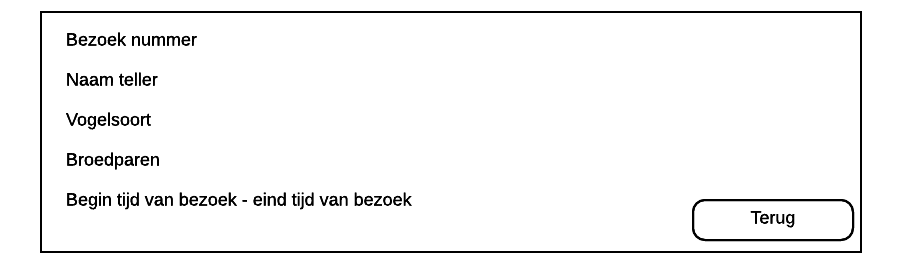 Bezoek nummer
Naam teller
Vogelsoort
Broedparen
Begin tijd van bezoek - eind tijd van bezoek
Terug